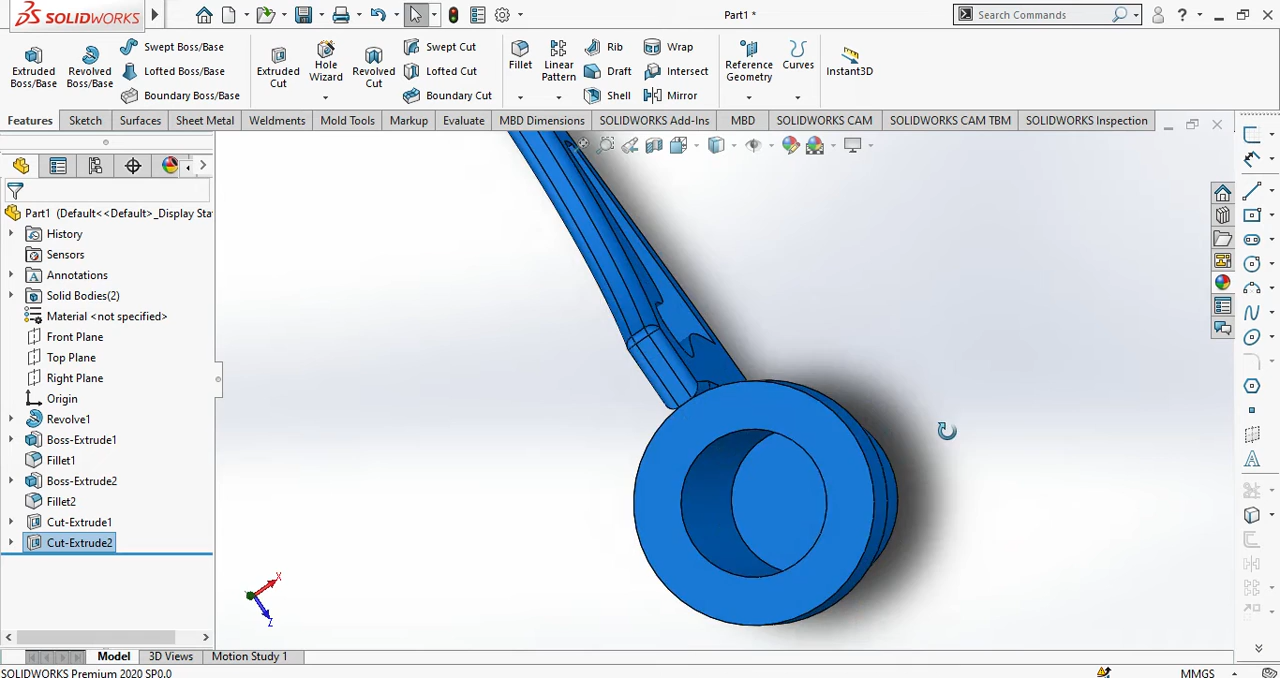 SOLIDWORKS
Part1 *
Search Commands
?
Extruded Boss/Base
Revolved Boss/Base
Swept Boss/Base
Lofted Boss/Base
Boundary Boss/Base
Extruded Cut
Hole Wizard
Revolved Cut
Swept Cut
Lofted Cut
Boundary Cut
Fillet
Linear Pattern
Rib
Draft
Shell
Wrap
Intersect
Mirror
Reference Geometry
Curves
Instant3D
Features
Sketch
Surfaces
Sheet Metal
Weldments
Mold Tools
Markup
Evaluate
MBD Dimensions
SOLIDWORKS Add-Ins
MBD
SOLIDWORKS CAM
SOLIDWORKS CAM TBM
SOLIDWORKS Inspection
Part1 (Default<<Default>_Display Sta
History
Sensors
Annotations
Solid Bodies(2)
Material <not specified>
Front Plane
Top Plane
Right Plane
Origin
Revolve1
Boss-Extrude1
Fillet1
Boss-Extrude2
Fillet2
Cut-Extrude1
Cut-Extrude2
X
Z
Model
3D Views
Motion Study 1
SOLIDWORKS Premium 2020 SP0.0
MMGS